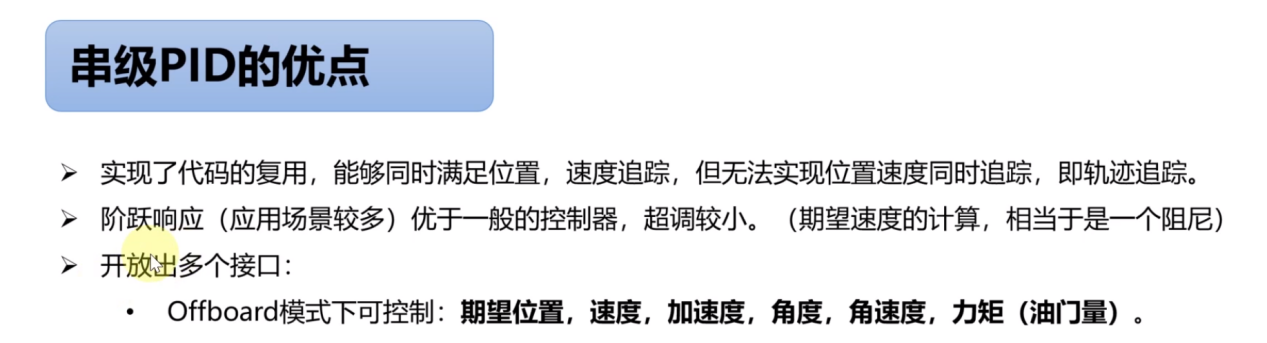 串级PID的优点
➢ 实现了代码的复用，能够同时满足位置，速度追踪，但无法实现位置速度同时追踪，即轨迹追踪。
➢ 阶跃响应（应用场景较多）优于一般的控制器，超调较小。（期望速度的计算，相当于是一个阻尼）
➢ 开放出多个接口：
• Offboard模式下可控制：期望位置，速度，加速度，角度，角速度，力矩（油门量）。